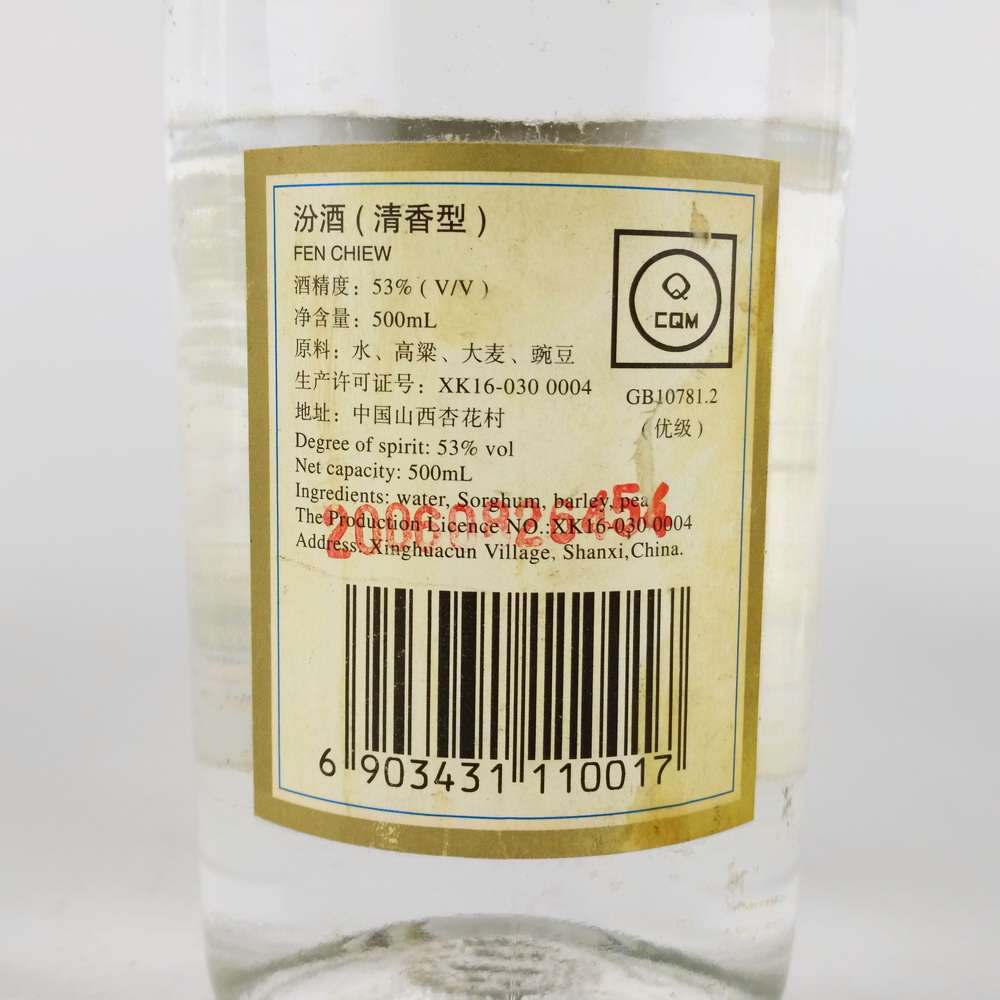 汾酒(清香型)
FEN CHIEW
酒精度：53%(V/V)
净含量：500mL
原料：水、高粱、大麦、豌豆
生产许可证号：XK16-030 0004
地址：中国山西杏花村
Q
CQM
GB10781.2
(优级)
Degree of spirit: 53% vol
Net capacity: 500mL
Ingredients: water, Sorghum, barley, pea
The Production Licence NO.:XK16-030 0004
Address: Xinghuacun Village, Shanxi,China.
20060826
6 903431 110017